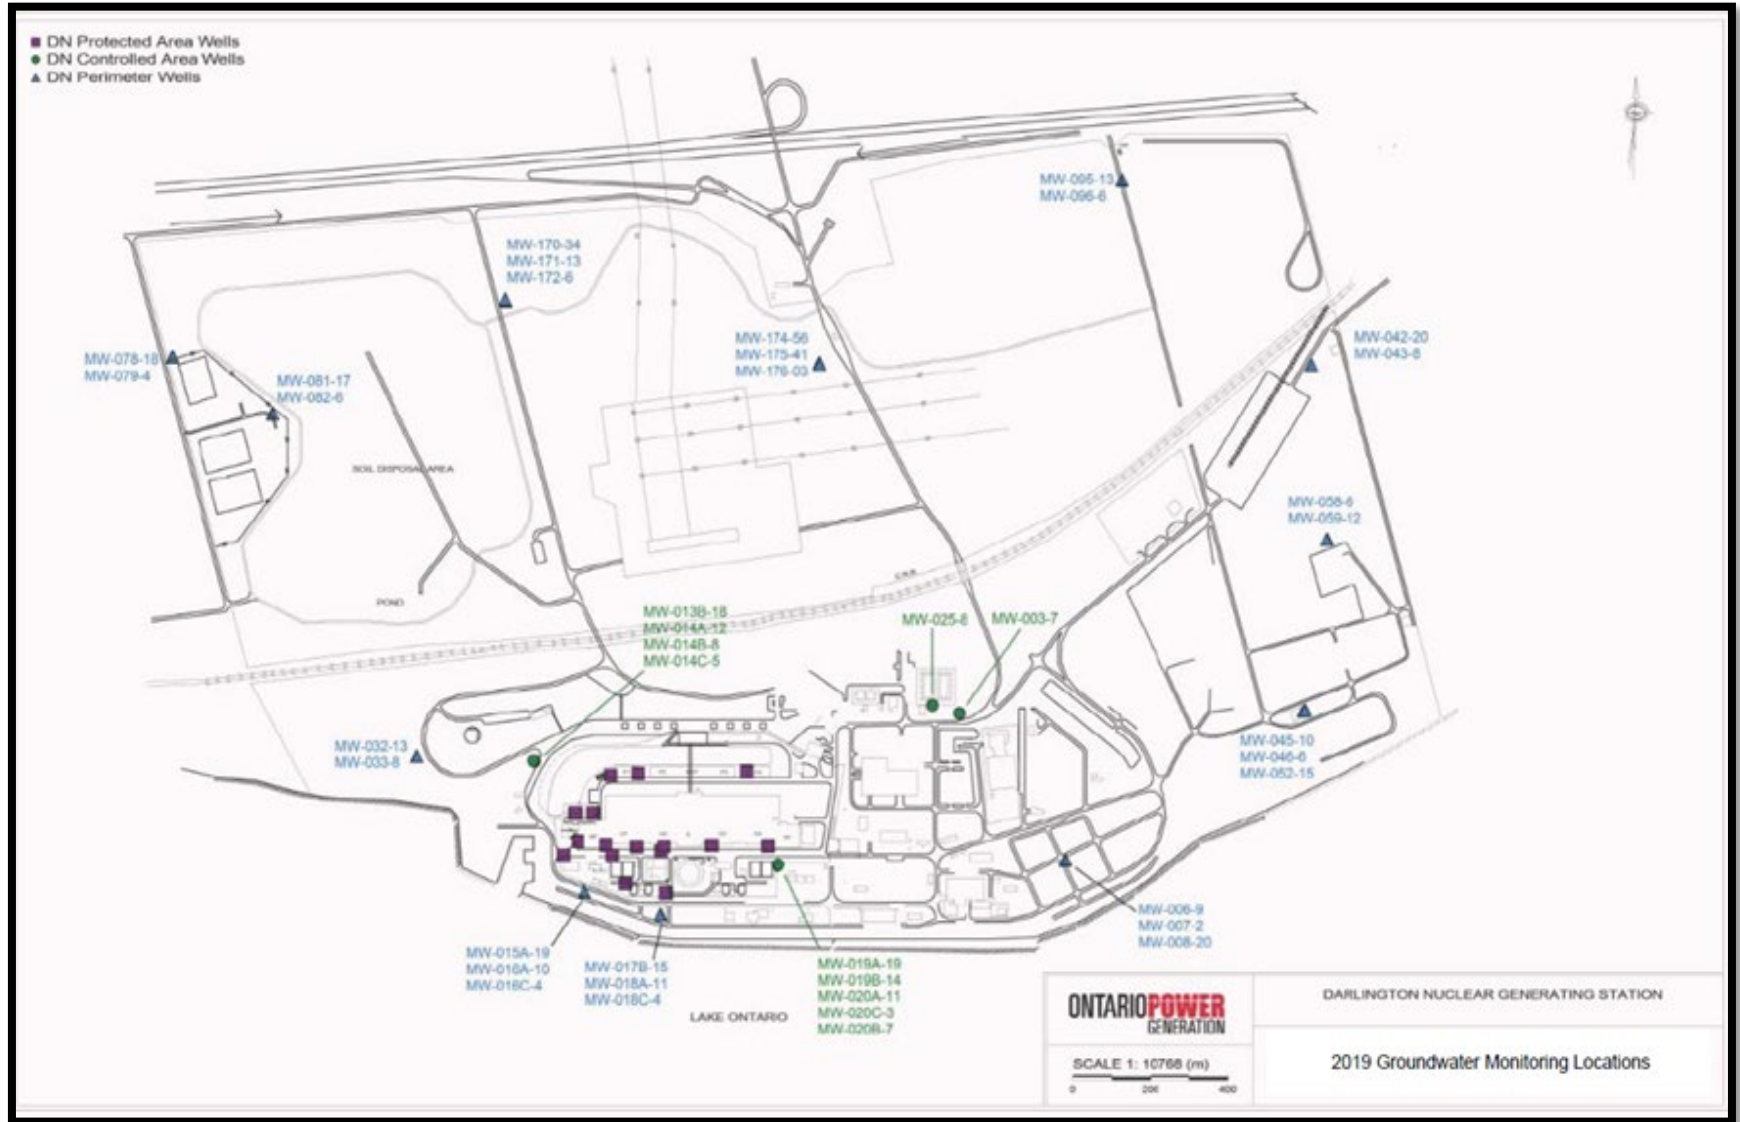 DN Protected Area Wells
DN Controlled Area Wells
DN Perimeter Wells
MW-095-13
MW-096-6
MW-170-34
MW-171-13
MW-172-6
MW-174-56
MW-175-41
MW-176-03
MW-042-20
MW-043-8
MW-078-18
MW-079-4
MW-081-17
MW-082-6
SOIL DISPOSAL AREA
MW-058-6
MW-059-12
C.N.R.
POND
MW-013B-18
MW-014A-12
MW-014B-8
MW-014C-5
MW-025-8
MW-003-7
MW-032-13
MW-033-8
MW-045-10
MW-046-6
MW-052-15
MW-006-9
MW-007-2
MW-008-20
MW-015A-19
MW-016A-10
MW-016C-4
MW-017B-15
MW-018A-11
MW-018C-4
MW-019A-19
MW-019B-14
MW-020A-11
MW-020C-3
MW-020B-7
LAKE ONTARIO
ONTARIOPOWER
GENERATION
DARLINGTON NUCLEAR GENERATING STATION
SCALE 1: 10768 (m)
0 200 400
2019 Groundwater Monitoring Locations